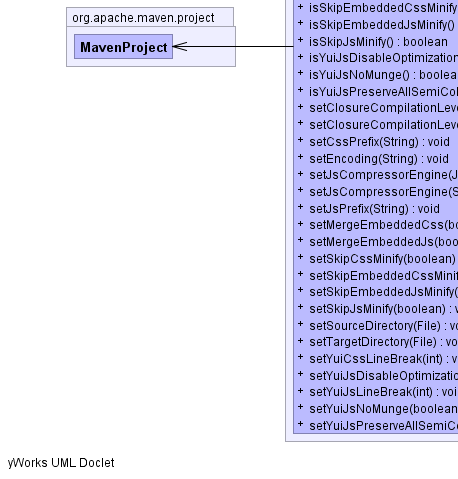 org.apache.maven.project
MavenProject
+ isSkipEmbeddedCssMinify
+ isSkipEmbeddedJsMinify()
+ isSkipJsMinify() : boolean
+ isYuiJsDisableOptimization
+ isYuiJsNoMunge() : boolea
+ isYuiJsPreserveAllSemiCol
+ setClosureCompilationLeve
+ setClosureCompilationLeve
+ setCssPrefix(String) : void
+ setEncoding(String) : void
+ setJsCompressorEngine(J
+ setJsCompressorEngine(S
+ setJsPrefix(String) : void
+ setMergeEmbeddedCss(bo
+ setMergeEmbeddedJs(boo
+ setSkipCssMinify(boolean)
+ setSkipEmbeddedCssMinif
+ setSkipEmbeddedJsMinify(
+ setSkipJsMinify(boolean) : v
+ setSourceDirectory(File) : vo
+ setTargetDirectory(File) : vo
+ setYuiCssLineBreak(int) : v
+ setYuiJsDisableOptimizatio
+ setYuiJsLineBreak(int) : voi
+ setYuiJsNoMunge(boolean
+ setYuiJsPreserveAllSemiCo
yWorks UML Doclet